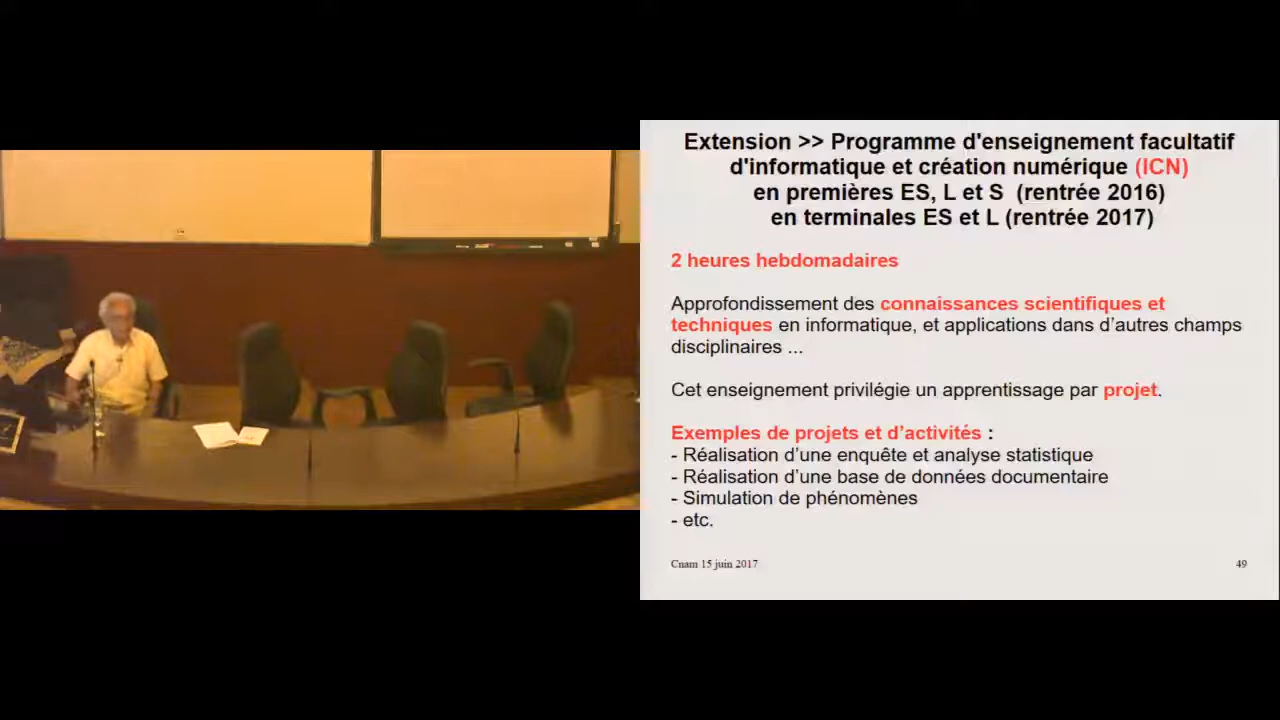 Extension >> Programme d'enseignement facultatif
d'informatique et création numérique (ICN)
en premières ES, L et S (rentrée 2016)
en terminales ES et L (rentrée 2017)
2 heures hebdomadaires
Approfondissement des connaissances scientifiques et
techniques en informatique, et applications dans d’autres champs
disciplinaires ...
Cet enseignement privilégie un apprentissage par projet.
Exemples de projets et d’activités :
- Réalisation d’une enquête et analyse statistique
- Réalisation d’une base de données documentaire
- Simulation de phénomènes
- etc.
Cnam 15 juin 2017
49